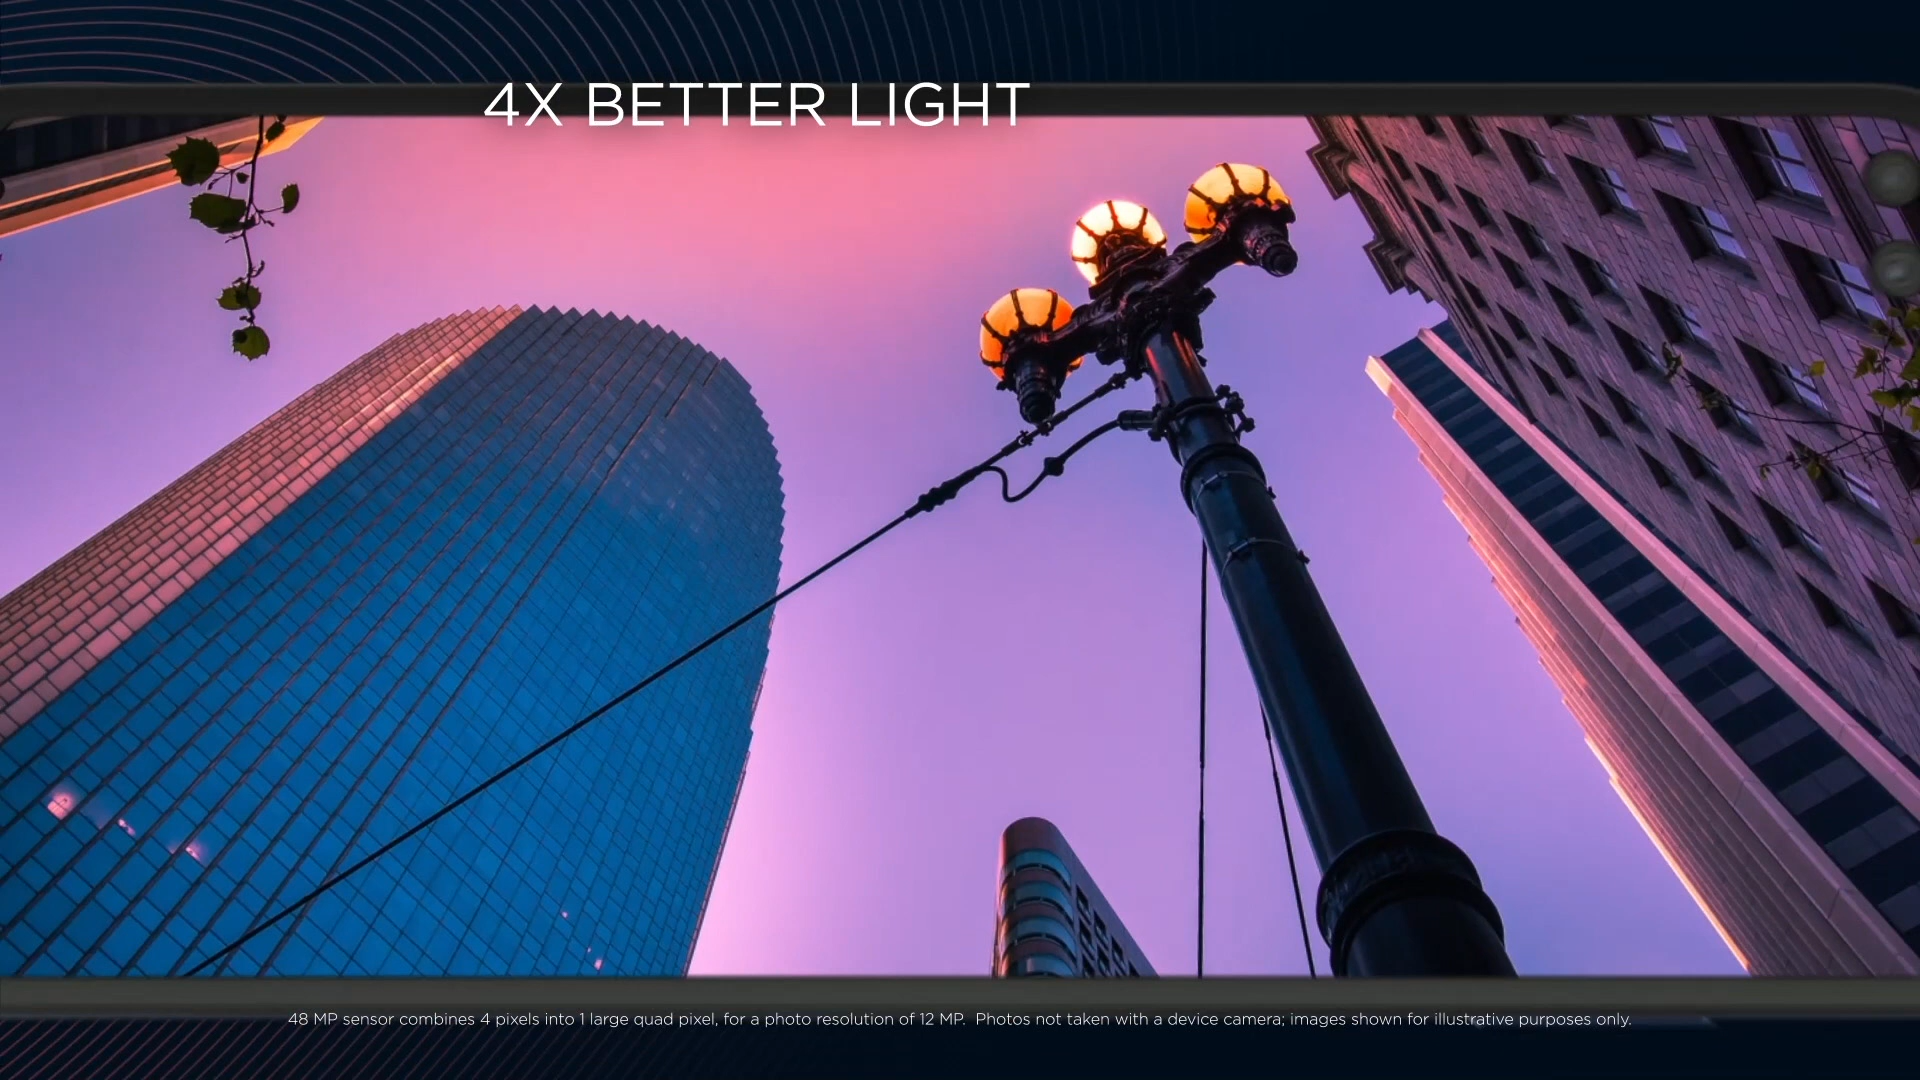 4X BETTER LIGHT
48 MP sensor combines 4 pixels into 1 large quad pixel, for a photo resolution of 12 MP. Photos not taken with a device camera; images shown for illustrative purposes only.